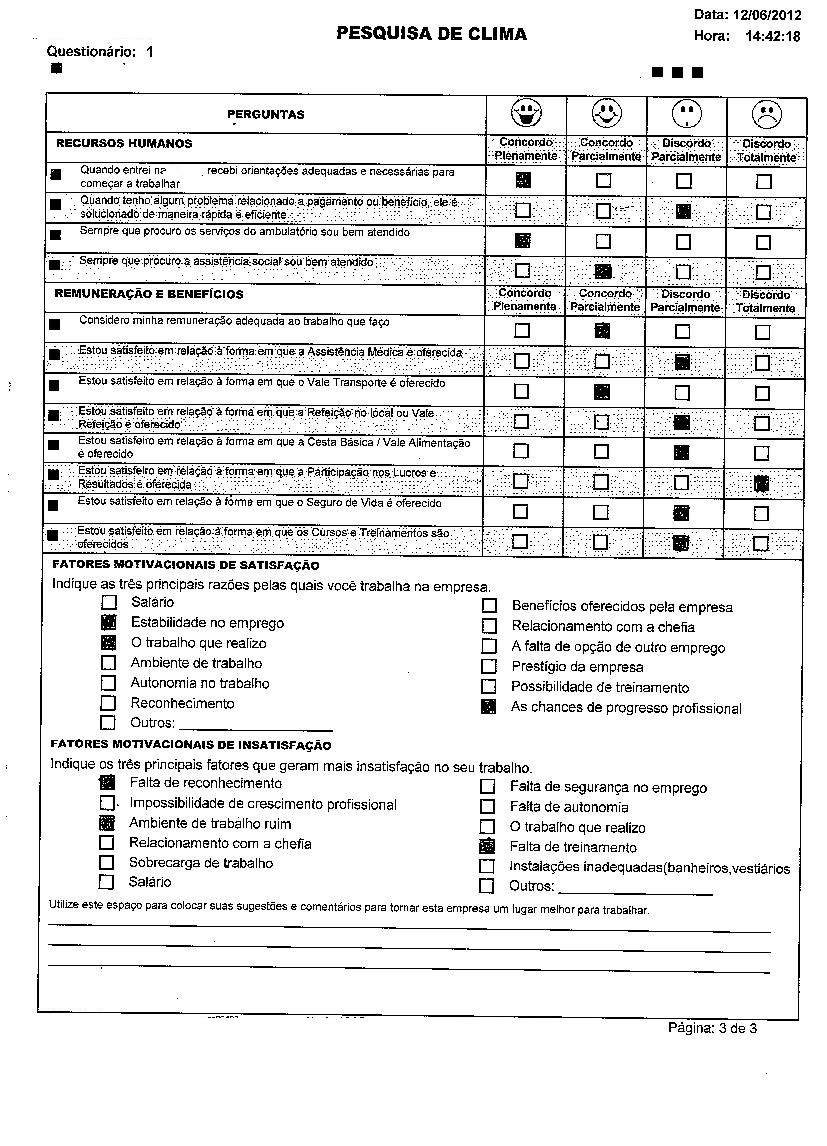 Data: 12/06/2012
PESQUISA DE CLIMA
Hora: 14:42:18
Questionário: 1
PERGUNTAS
RECURSOS HUMANOS
Concordo Plenamente
Concordo Parcialmente
Discordo Parcialmente
Discordo Totalmente
Quando entrei na recebi orientações adequadas e necessárias para
começar a trabalhar
Quando tenho algum problema relacionado a pagamento ou benefício, ele é
solucionado de maneira rápida e eficiente
Sempre que procuro os serviços do ambulatório sou bem atendido
Sempre que procuro a assistência social sou bem atendido
REMUNERAÇÃO E BENEFÍCIOS
Concordo Plenamente
Concordo Parcialmente
Discordo Parcialmente
Discordo Totalmente
Considero minha remuneração adequada ao trabalho que faço
Estou satisfeito em relação à forma em que a Assistência Médica é oferecida
Estou satisfeito em relação à forma em que o Vale Transporte é oferecido
Estou satisfeito em relação à forma em que a Refeição no local ou Vale
Refeição é oferecido
Estou satisfeiro em relação à forma em que a Cesta Básica / Vale Alimentação
é oferecido
Estou satisfeiro em relação à forma em que a Participação nos Lucros e
Resultados é oferecida
Estou satisfeito em relação à forma em que o Seguro de Vida é oferecido
Estou satisfeito em relação à forma em que os Cursos e Treinamentos são
oferecidos
FATORES MOTIVACIONAIS DE SATISFAÇÃO
Indique as três principais razões pelas quais você trabalha na empresa.
Salário
Estabilidade no emprego
O trabalho que realizo
Ambiente de trabalho
Autonomia no trabalho
Reconhecimento
Outros:
Benefícios oferecidos pela empresa
Relacionamento com a chefia
A falta de opção de outro emprego
Prestígio da empresa
Possibilidade de treinamento
As chances de progresso profissional
FATORES MOTIVACIONAIS DE INSATISFAÇÃO
Indique os três principais fatores que geram mais insatisfação no seu trabalho.
Falta de reconhecimento
Impossibilidade de crescimento profissional
Ambiente de trabalho ruim
Relacionamento com a chefia
Sobrecarga de trabalho
Salário
Falta de segurança no emprego
Falta de autonomia
O trabalho que realizo
Falta de treinamento
Instalações inadequadas(banheiros,vestiários
Outros:
Utilize este espaço para colocar suas sugestões e comentários para tornar esta empresa um lugar melhor para trabalhar.
Página: 3 de 3